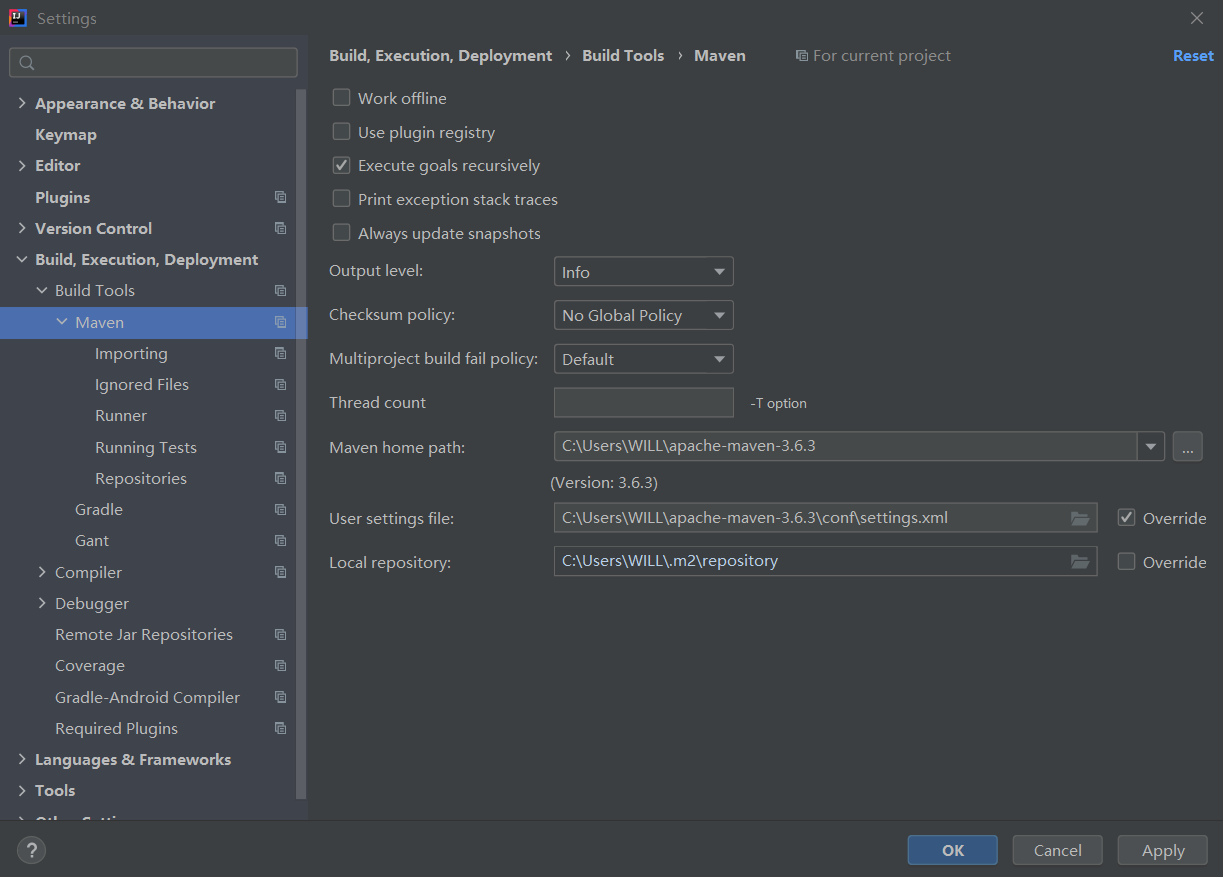 Settings
Build, Execution, Deployment › Build Tools › Maven For current project Reset
Appearance & Behavior
Keymap
Editor
Plugins
Version Control
Build, Execution, Deployment
Build Tools
Maven
Importing
Ignored Files
Runner
Running Tests
Repositories
Gradle
Gant
Compiler
Debugger
Remote Jar Repositories
Coverage
Gradle-Android Compiler
Required Plugins
Languages & Frameworks
Tools
Work offline
Use plugin registry
Execute goals recursively
Print exception stack traces
Always update snapshots
Output level: Info
Checksum policy: No Global Policy
Multiproject build fail policy: Default
Thread count -T option
Maven home path: C:\Users\WILL\apache-maven-3.6.3 ...
(Version: 3.6.3)
User settings file: C:\Users\WILL\apache-maven-3.6.3\conf\settings.xml Override
Local repository: C:\Users\WILL\.m2\repository Override
? OK Cancel Apply